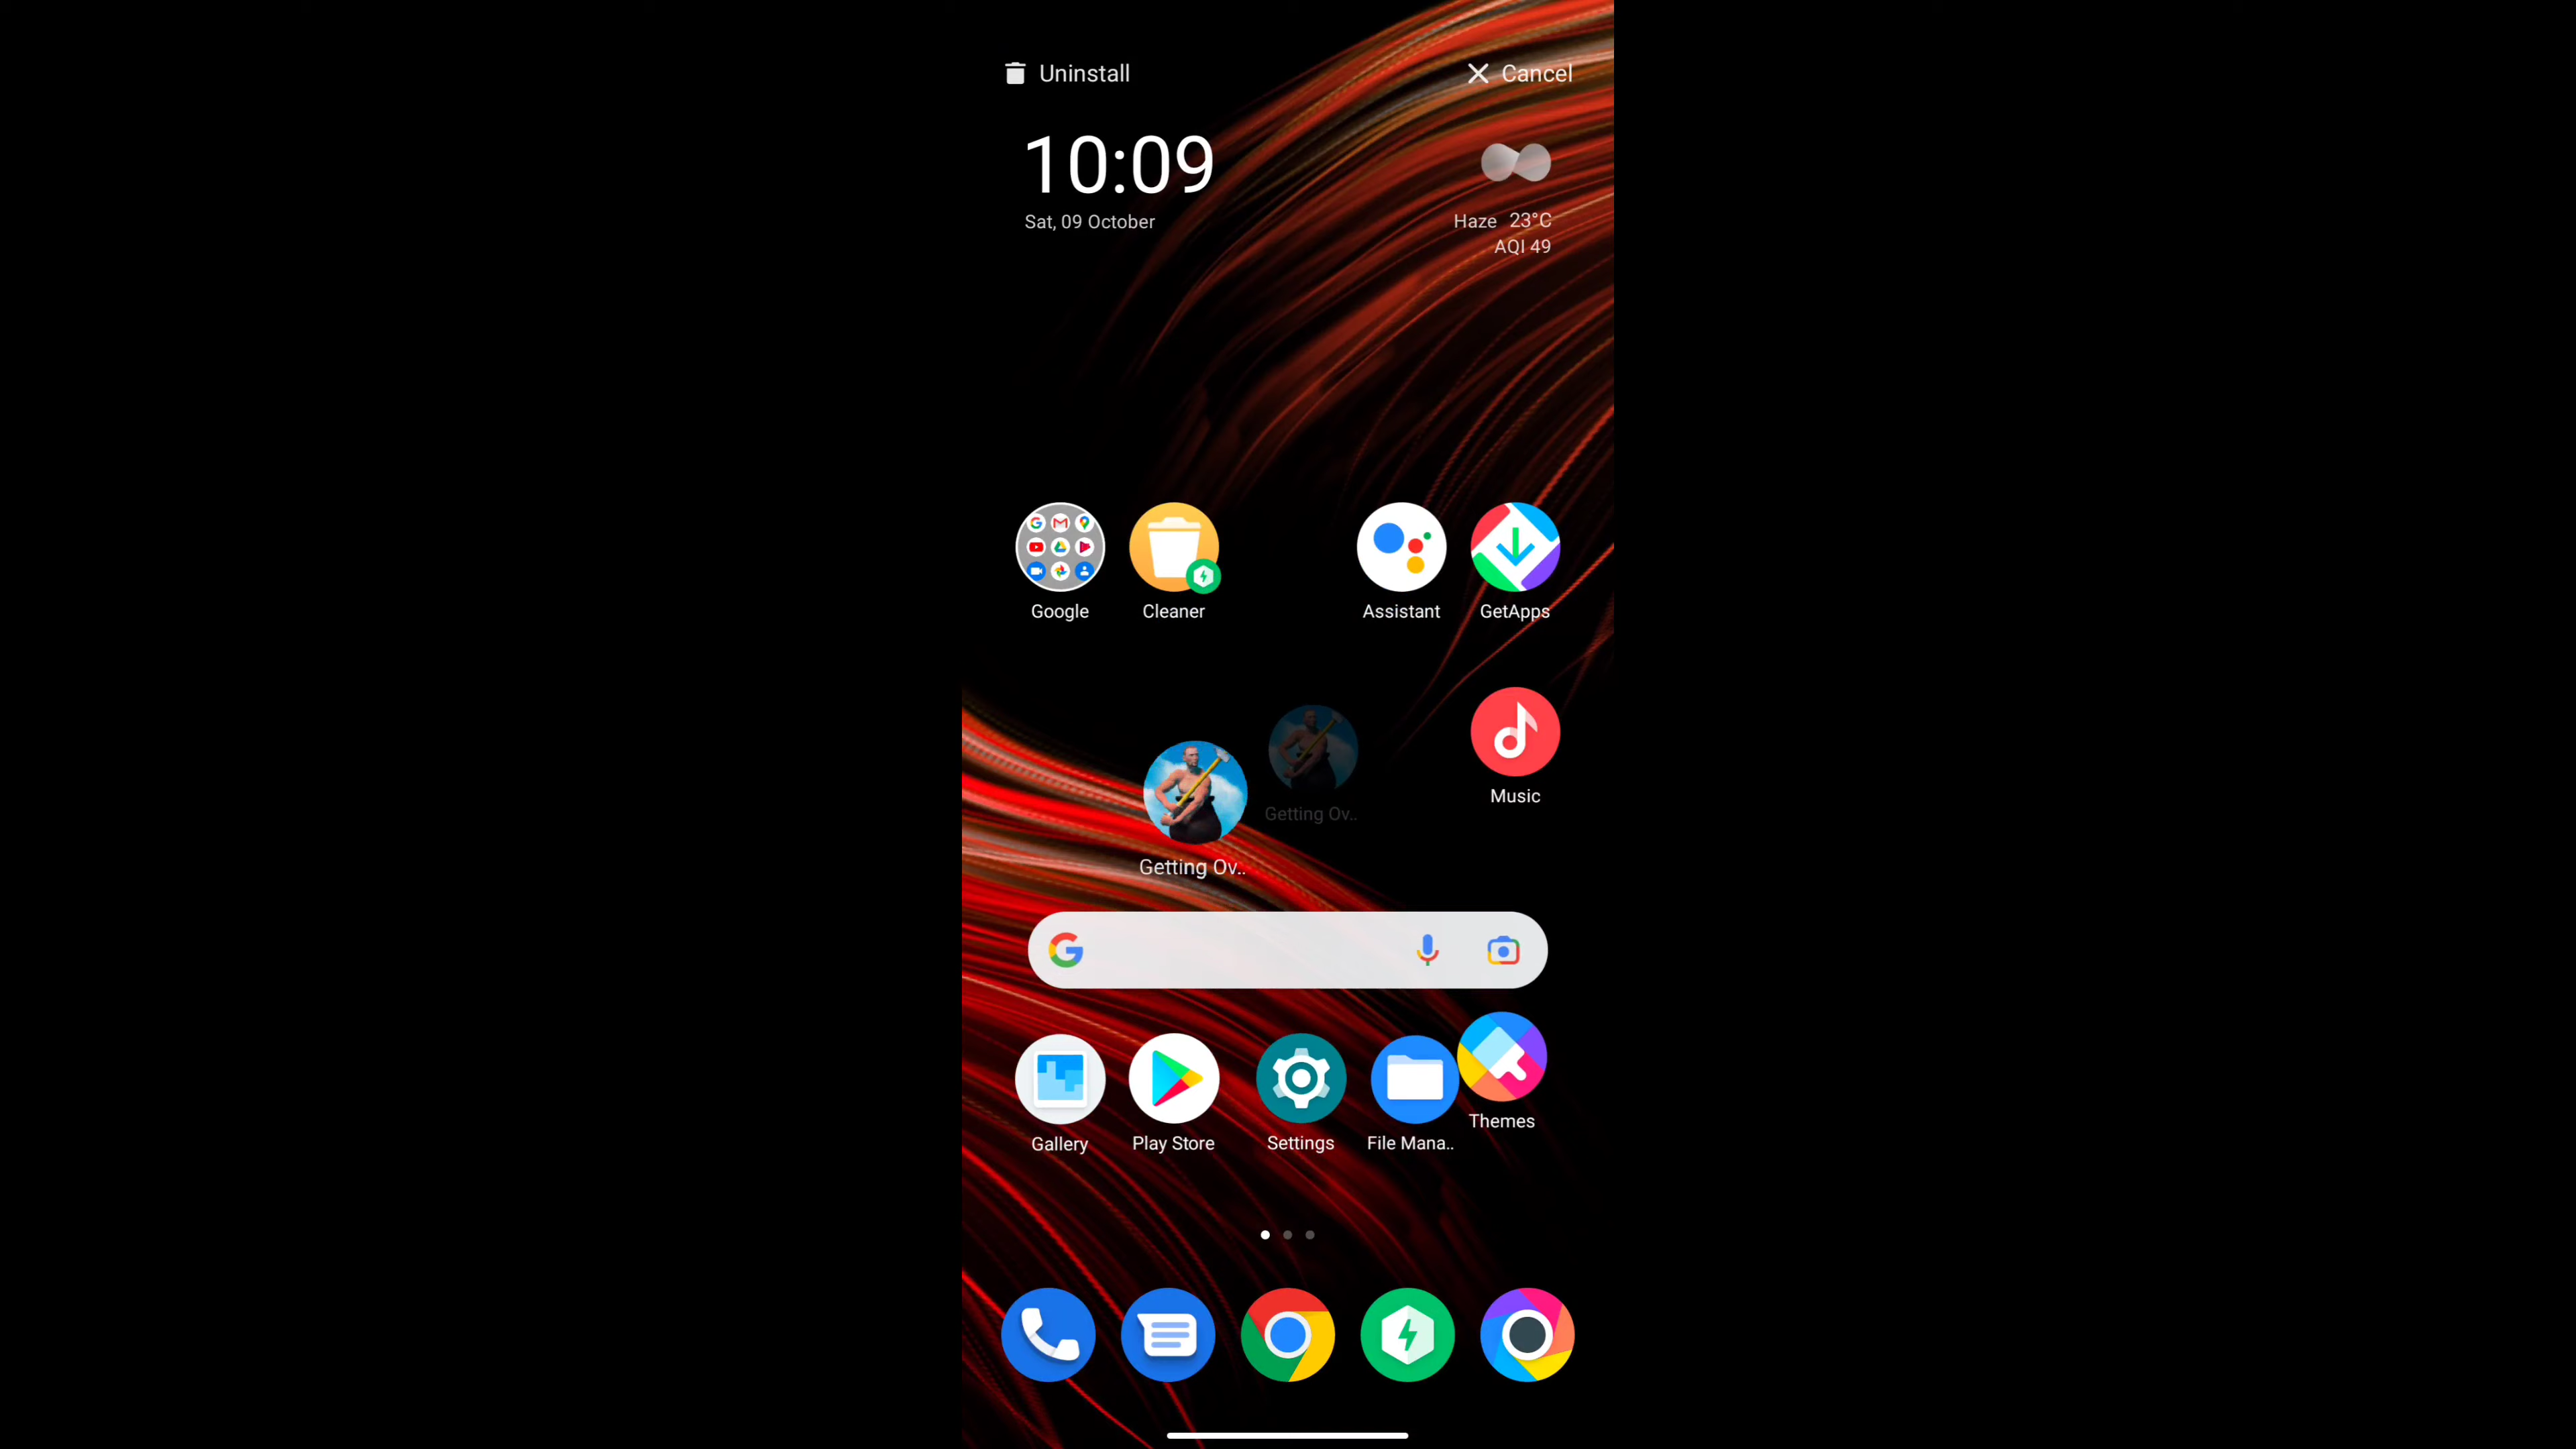 Uninstall
Cancel
10:09
Sat, 09 October
Haze 23°C
AQI 49
Google
Cleaner
Assistant
GetApps
Getting Ov..
Music
Getting Ov..
Gallery
Play Store
Settings
File Mana..
Themes